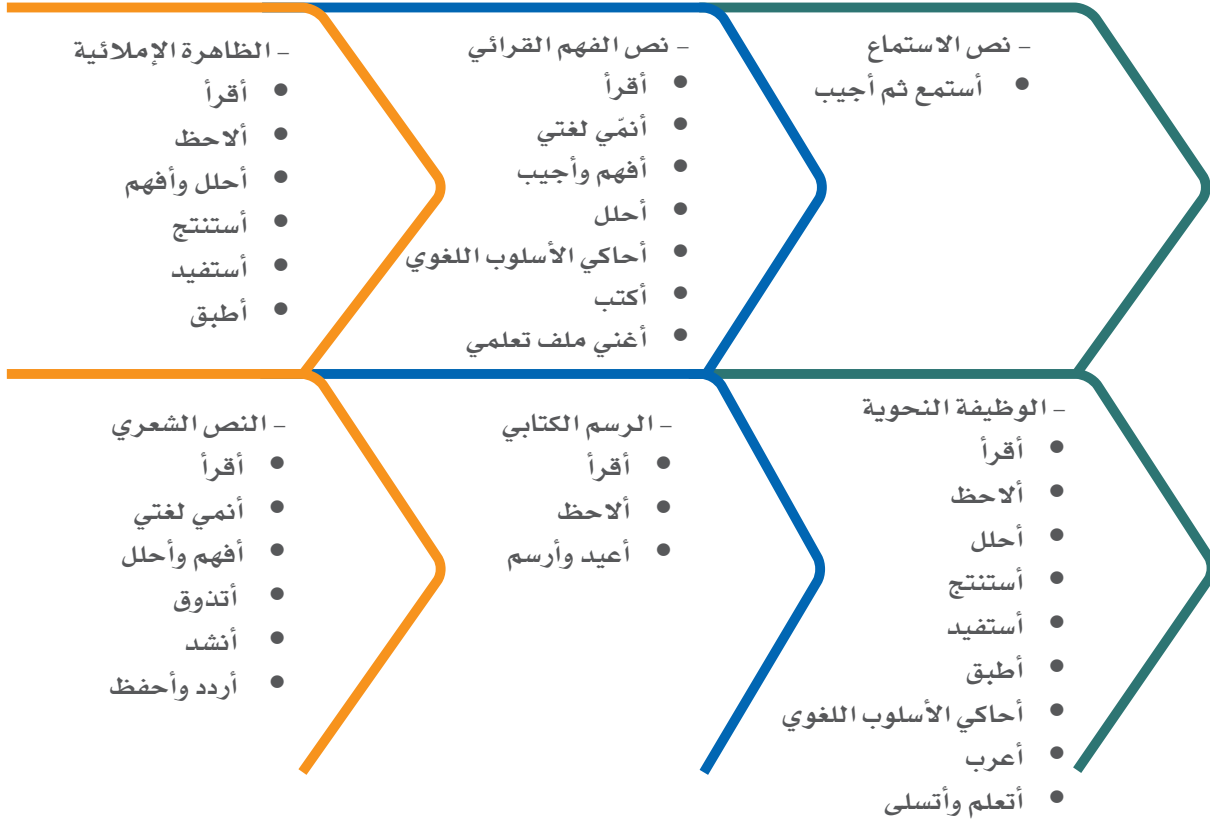 – نص الاستماع
• أستمع ثم أجيب
– نص الفهم القرائي
• أقرأ
• أنمّي لغتي
• أفهم وأجيب
• أحلل
• أحاكي الأسلوب اللغوي
• أكتب
• أغني ملف تعلمي
– الظاهرة الإملائية
• أقرأ
• ألاحظ
• أحلل وأفهم
• أستنتج
• أستفيد
• أطبق
– الوظيفة النحوية
• أقرأ
• ألاحظ
• أحلل
• أستنتج
• أستفيد
• أطبق
• أحاكي الأسلوب اللغوي
• أعرب
• أتعلم وأتسلى
– الرسم الكتابي
• أقرأ
• ألاحظ
• أعيد وأرسم
– النص الشعري
• أقرأ
• أنمي لغتي
• أفهم وأحلل
• أتذوق
• أنشد
• أردد وأحفظ